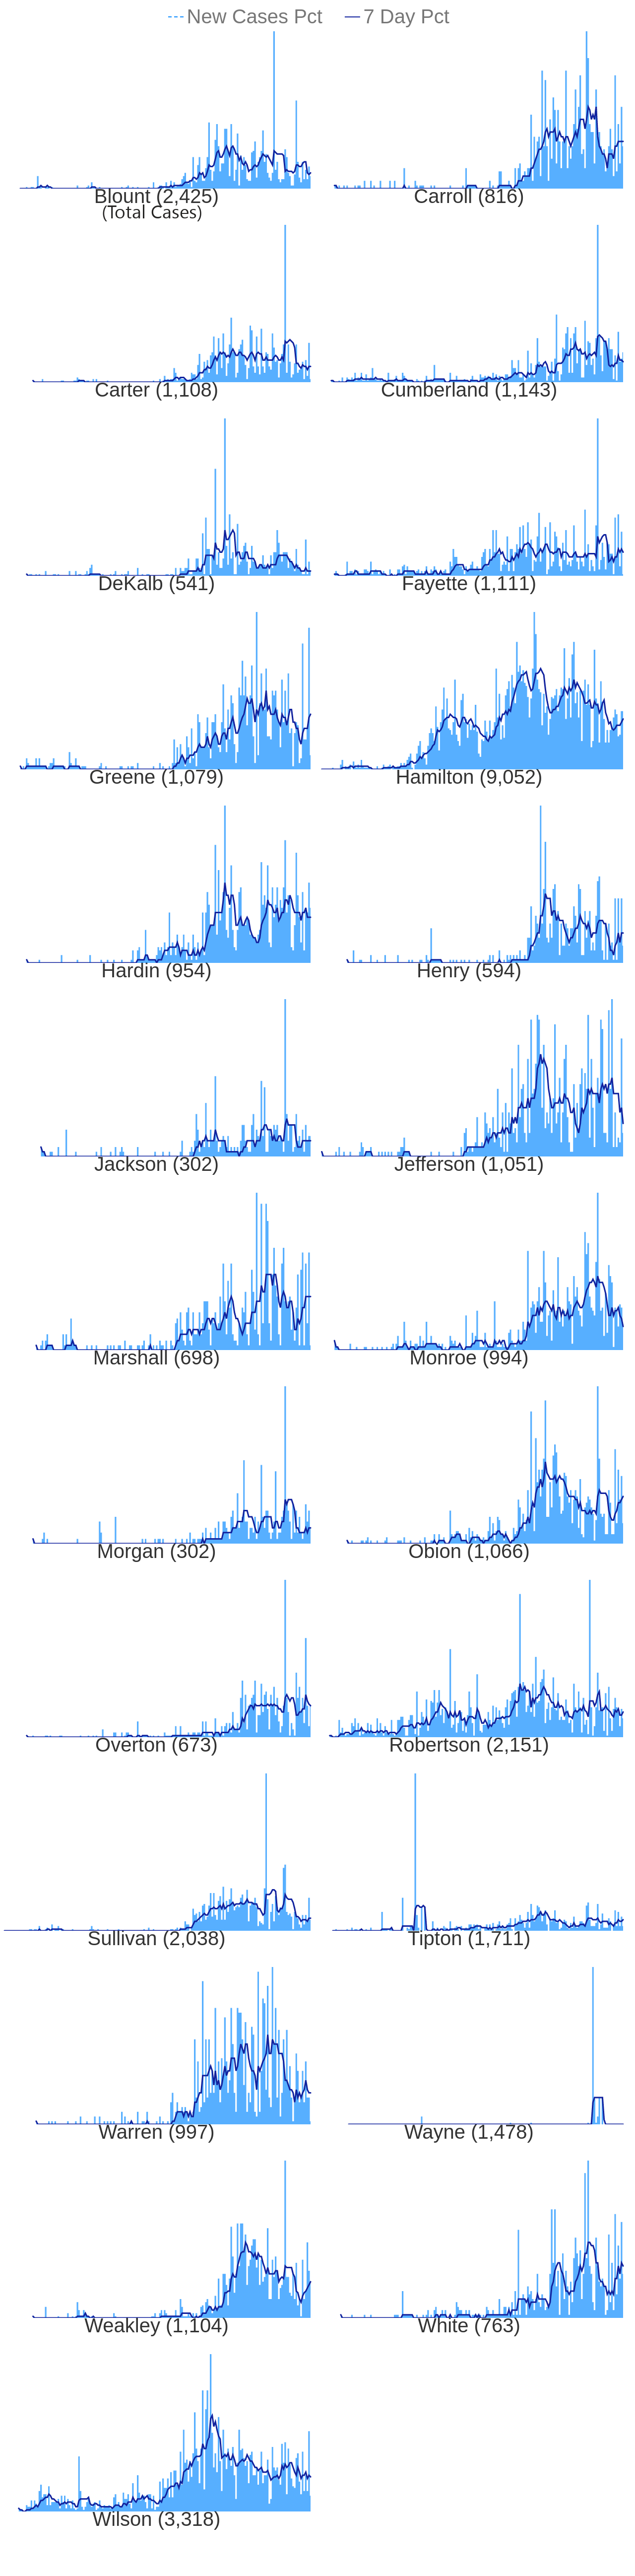 New Cases Pct 7 Day Pct
Blount (2,425) Carroll (816)
(Total Cases)
Carter (1,108) Cumberland (1,143)
DeKalb (541) Fayette (1,111)
Greene (1,079) Hamilton (9,052)
Hardin (954) Henry (594)
Jackson (302) Jefferson (1,051)
Marshall (698) Monroe (994)
Morgan (302) Obion (1,066)
Overton (673) Robertson (2,151)
Sullivan (2,038) Tipton (1,711)
Warren (997) Wayne (1,478)
Weakley (1,104) White (763)
Wilson (3,318)